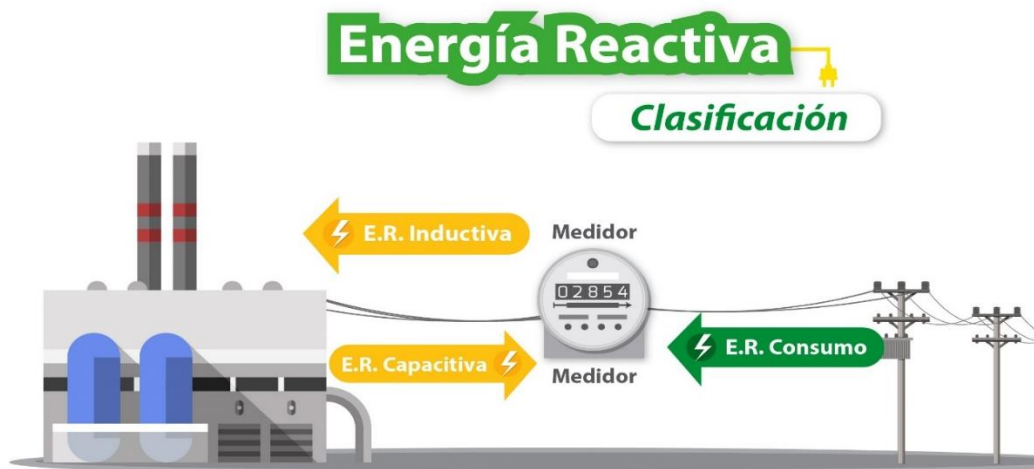 Energía Reactiva
Clasificación
E.R. Inductiva
Medidor
02854
E.R. Capacitiva
E.R. Consumo
Medidor